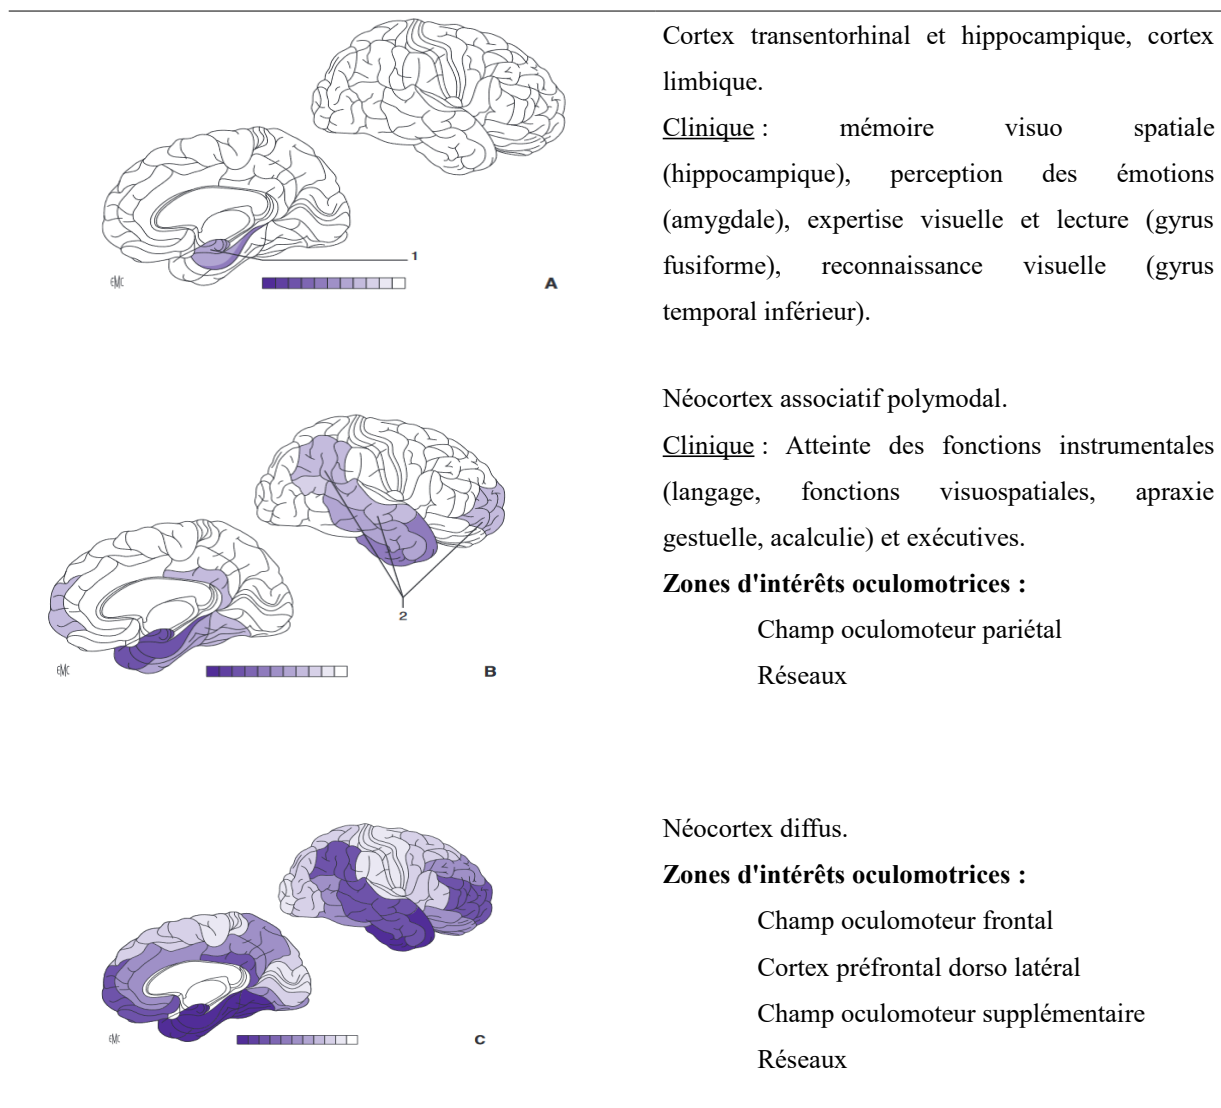 Cortex transentorhinal et hippocampique, cortex
limbique.
Clinique : mémoire visuo spatiale
(hippocampique), perception des émotions
(amygdale), expertise visuelle et lecture (gyrus
fusiforme), reconnaissance visuelle (gyrus
temporal inférieur).
1
EMC
A
Néocortex associatif polymodal.
Clinique : Atteinte des fonctions instrumentales
(langage, fonctions visuospatiales, apraxie
gestuelle, acalculie) et exécutives.
Zones d'intérêts oculomotrices :
Champ oculomoteur pariétal
Réseaux
2
EMC
B
Néocortex diffus.
Zones d'intérêts oculomotrices :
Champ oculomoteur frontal
Cortex préfrontal dorso latéral
Champ oculomoteur supplémentaire
Réseaux
EMC
C